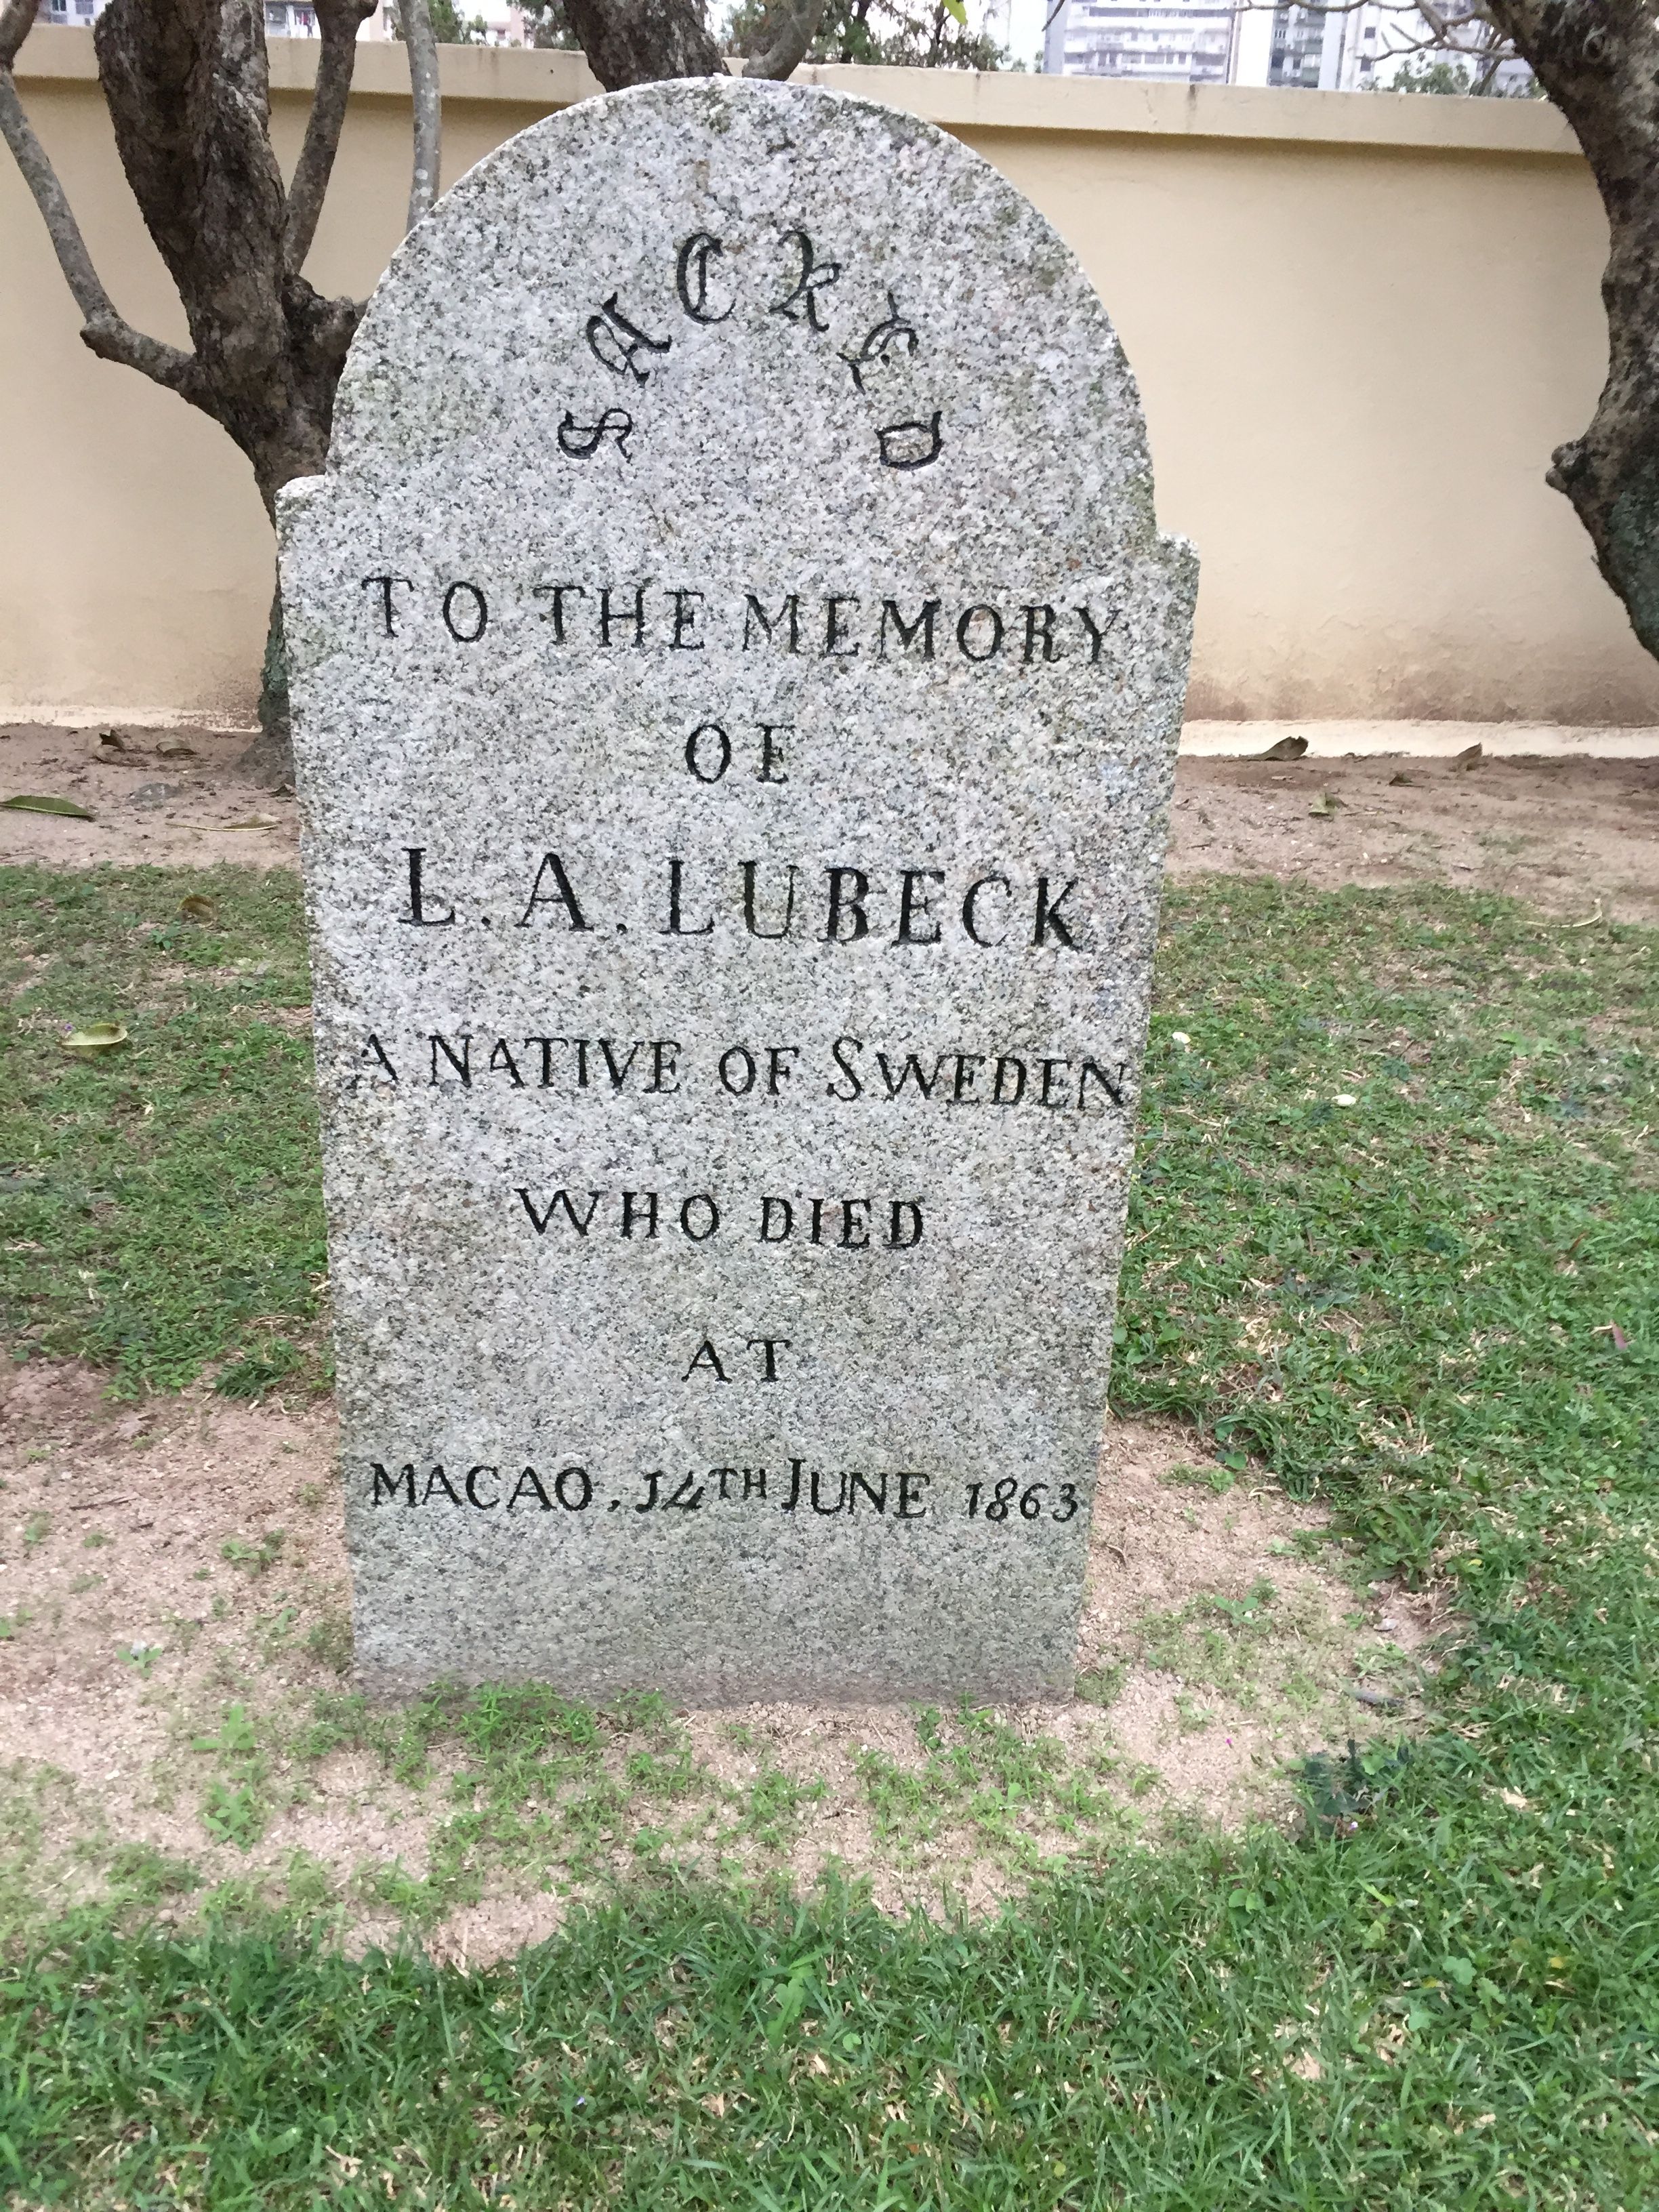 SACRED
TO THE MEMORY
OF
L. A. LUBECK
A NATIVE OF SWEDEN
WHO DIED
AT
MACAO, 14TH JUNE 1863